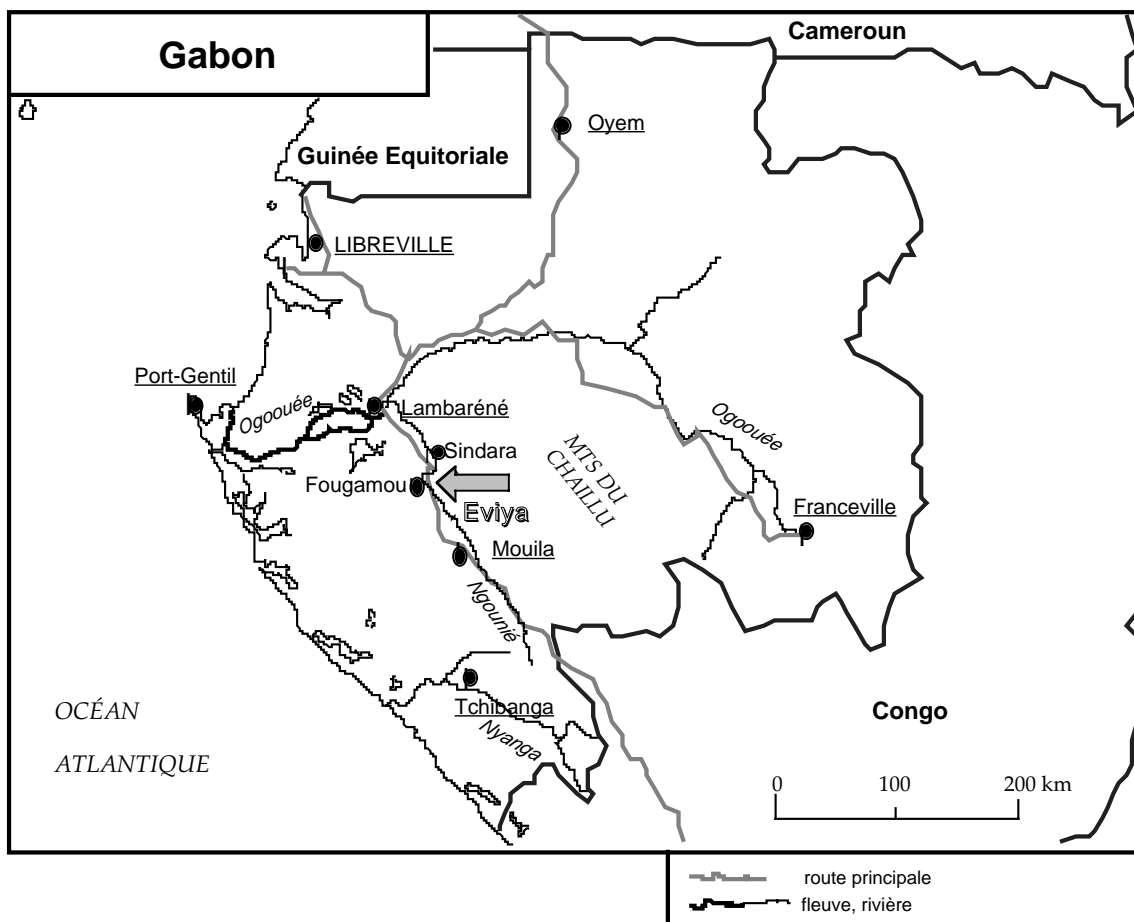 Gabon
Cameroun
Oyem
Guinée Equitoriale
LIBREVILLE
Port-Gentil
Ogoouée
Lambaréné
Ogoouée
Sindara
MTS DU
CHAILLU
Fougamou
Eviya
Franceville
Mouila
Ngounié
Tchibanga
Nyanga
OCÉAN
ATLANTIQUE
Congo
0 100 200 km
route principale
fleuve, rivière